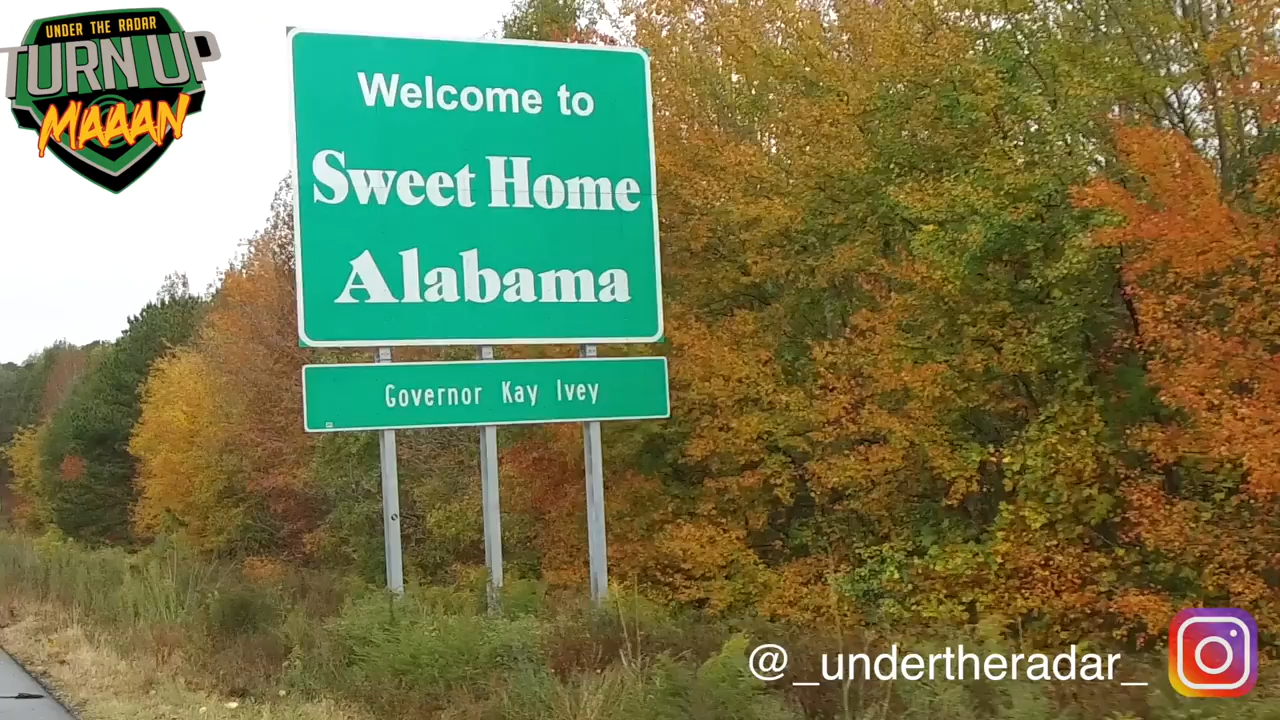 UNDER THE RADAR
TURN UP
MAAAN
Welcome to
Sweet Home
Alabama
Governor Kay Ivey
@_undertheradar_